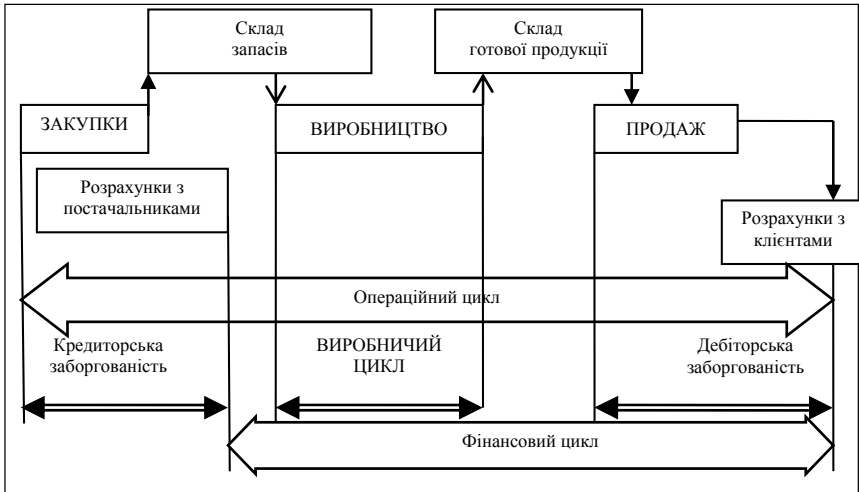 Склад
запасів
Склад
готової продукції
ЗАКУПКИ
ВИРОБНИЦТВО
ПРОДАЖ
Розрахунки з
постачальниками
Розрахунки з
клієнтами
Операційний цикл
Кредиторська
заборгованість
ВИРОБНИЧИЙ
ЦИКЛ
Дебіторська
заборгованість
Фінансовий цикл